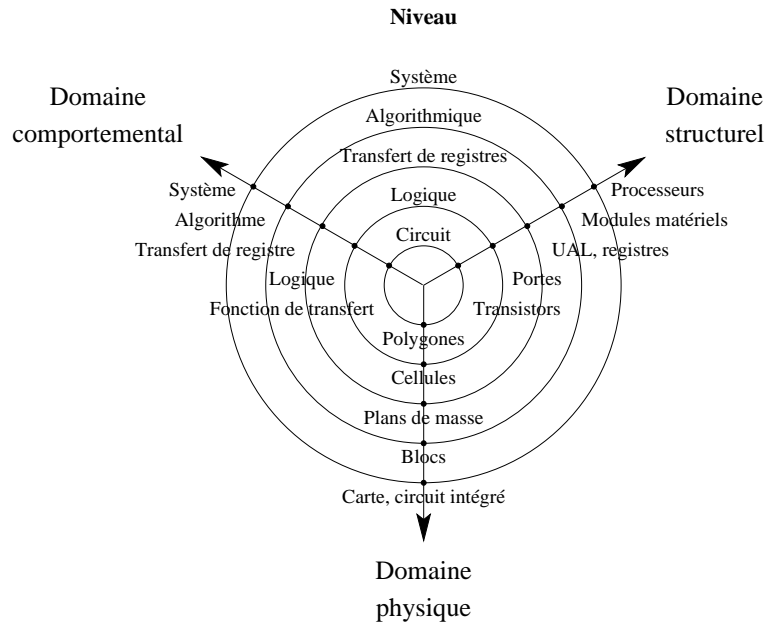 Niveau
Système
Domaine
comportemental
Domaine
structurel
Algorithmique
Transfert de registres
Système
Processeurs
Logique
Algorithme
Modules matériels
Circuit
Transfert de registre
UAL, registres
Logique
Portes
Fonction de transfert
Transistors
Polygones
Cellules
Plans de masse
Blocs
Carte, circuit intégré
Domaine
physique